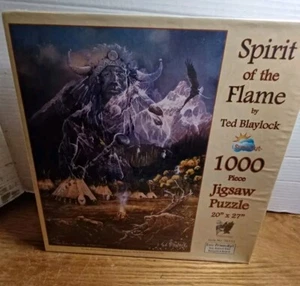 Spirit
of the
Flame
by
Ted Blaylock
1000
Piece
Jigsaw
Puzzle
20" x 27"